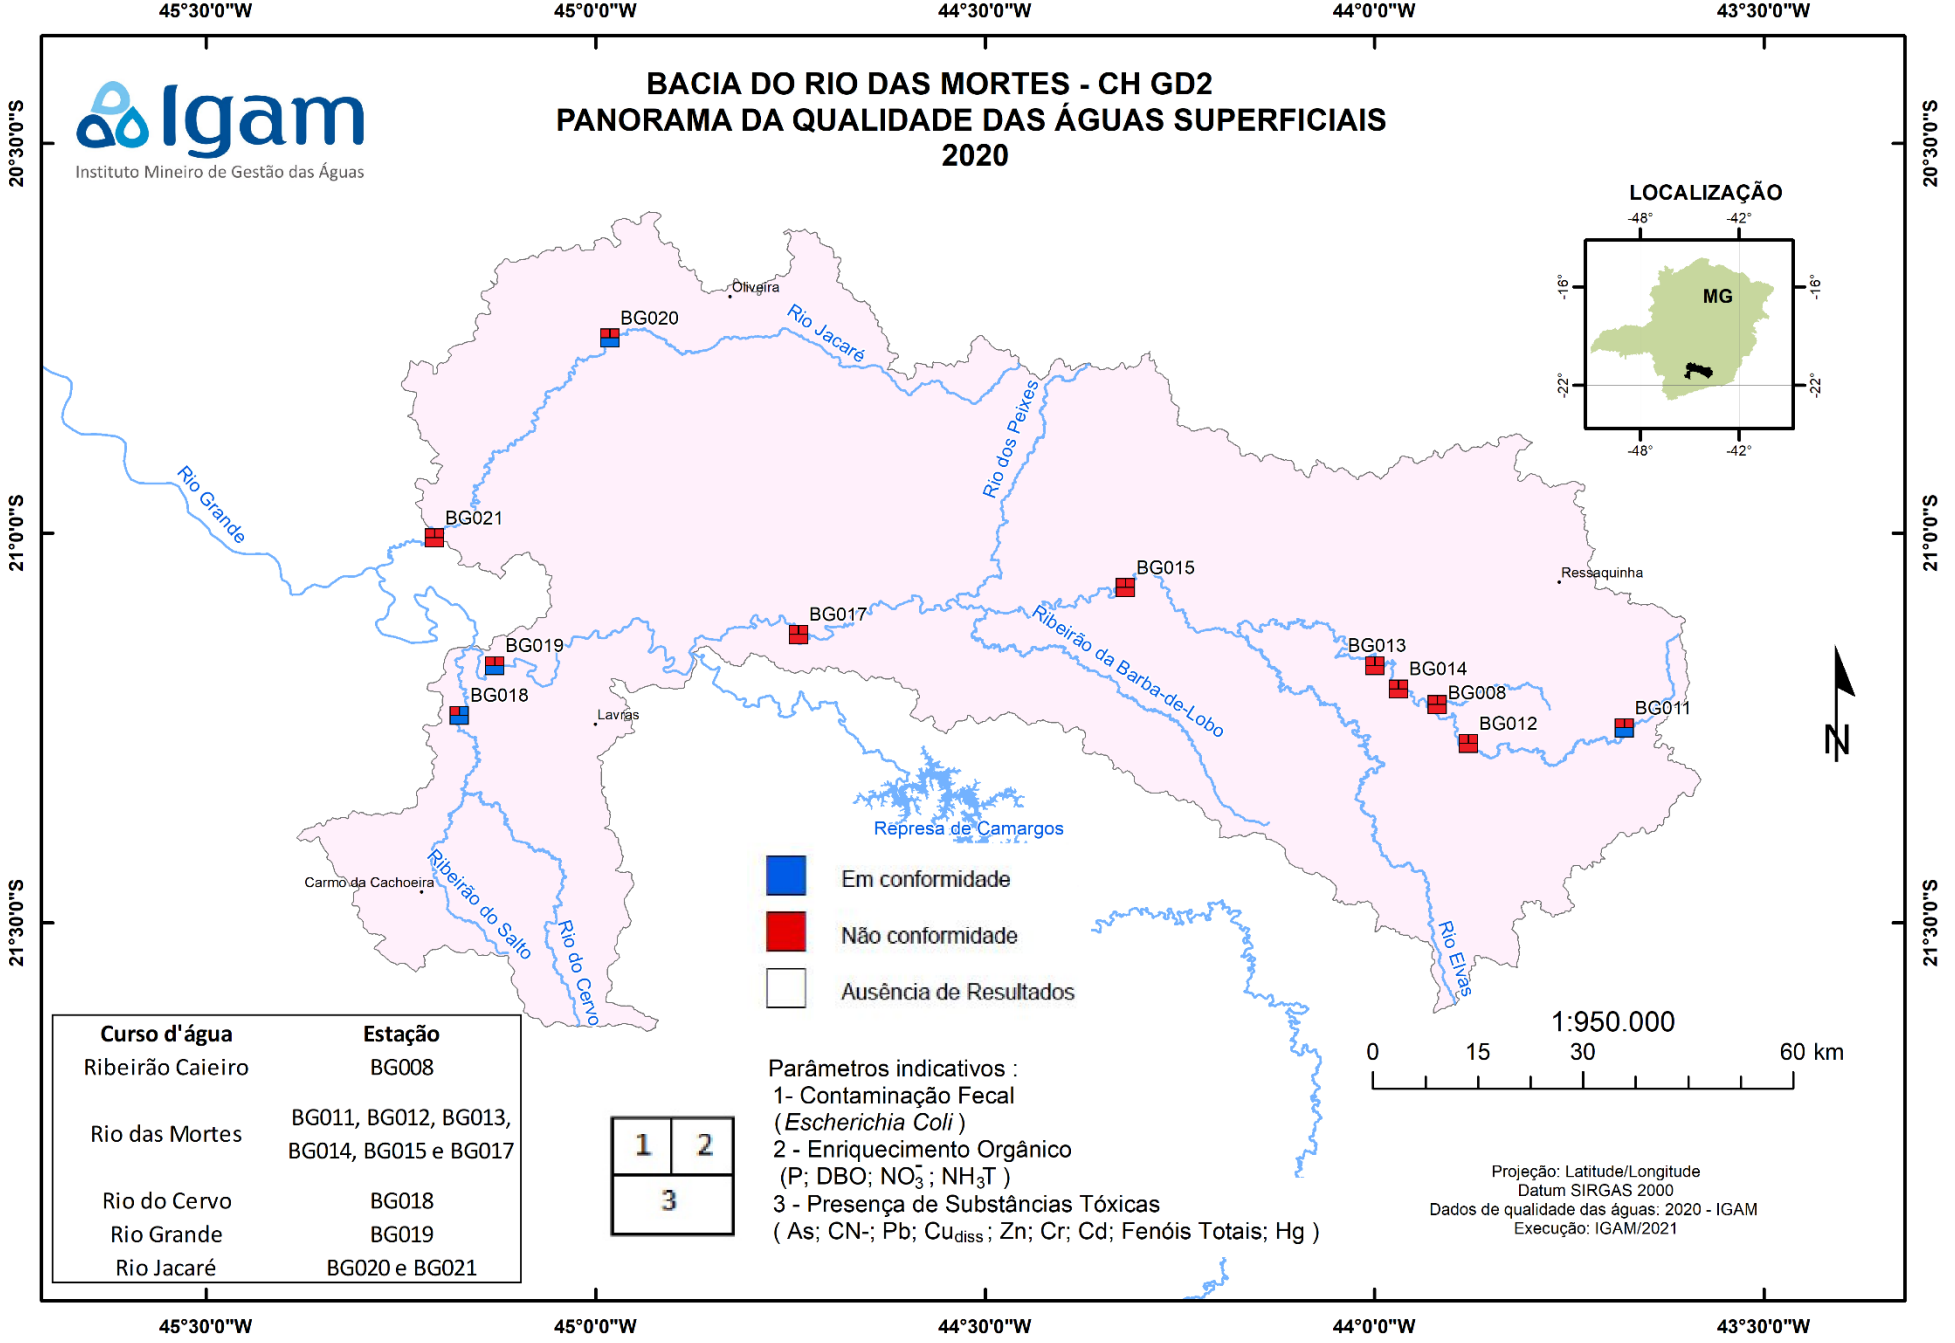 45°30'0"W 45°0'0"W 44°30'0"W 44°0'0"W 43°30'0"W
Igam
Instituto Mineiro de Gestão das Águas
BACIA DO RIO DAS MORTES - CH GD2
PANORAMA DA QUALIDADE DAS ÁGUAS SUPERFICIAIS
2020
20°30'0"S
20°30'0"S
LOCALIZAÇÃO
-48° -42°
-16° -16°
MG
-22° -22°
-48° -42°
Oliveira
BG020
Rio Jacaré
Rio dos Peixes
Rio Grande
BG021
21°0'0"S
21°0'0"S
BG015
Ressaquinha
BG017
Ribeirão da Barba-de-Lobo
BG019
BG013
BG014
BG018
BG008
BG011
BG012
Lavras
N
Represa de Camargos
Carmo da Cachoeira
Ribeirão do Salto
Rio do Cervo
Rio Elvas
21°30'0"S
21°30'0"S
Em conformidade
Não conformidade
Ausência de Resultados
1:950.000
0 15 30 60 km
Curso d'água Estação
Ribeirão Caieiro BG008
Rio das Mortes BG011, BG012, BG013,
BG014, BG015 e BG017
Rio do Cervo BG018
Rio Grande BG019
Rio Jacaré BG020 e BG021
1 2
3
Parâmetros indicativos :
1- Contaminação Fecal
(Escherichia Coli )
2 - Enriquecimento Orgânico
(P; DBO; NO₃⁻; NH₃T )
3 - Presença de Substâncias Tóxicas
( As; CN-; Pb; Cudiss ; Zn; Cr; Cd; Fenóis Totais; Hg )
Projeção: Latitude/Longitude
Datum SIRGAS 2000
Dados de qualidade das águas: 2020 - IGAM
Execução: IGAM/2021
45°30'0"W 45°0'0"W 44°30'0"W 44°0'0"W 43°30'0"W